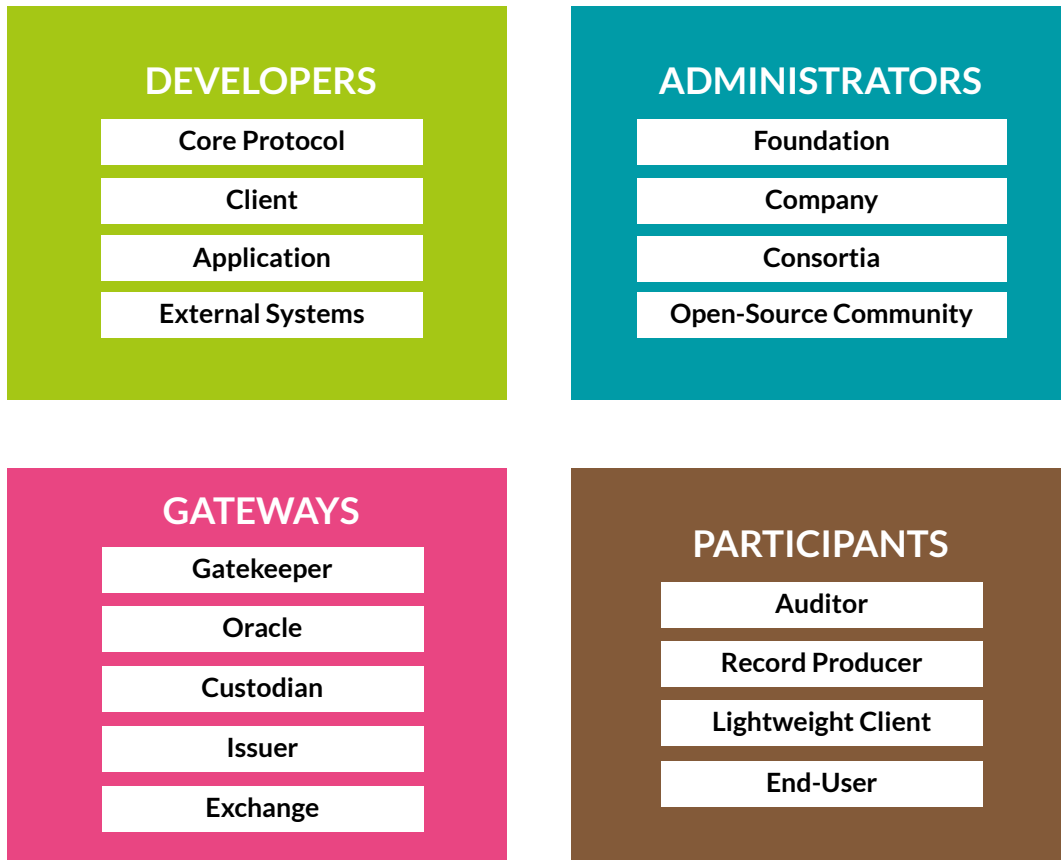 DEVELOPERS
Core Protocol
Client
Application
External Systems
ADMINISTRATORS
Foundation
Company
Consortia
Open-Source Community
GATEWAYS
Gatekeeper
Oracle
Custodian
Issuer
Exchange
PARTICIPANTS
Auditor
Record Producer
Lightweight Client
End-User